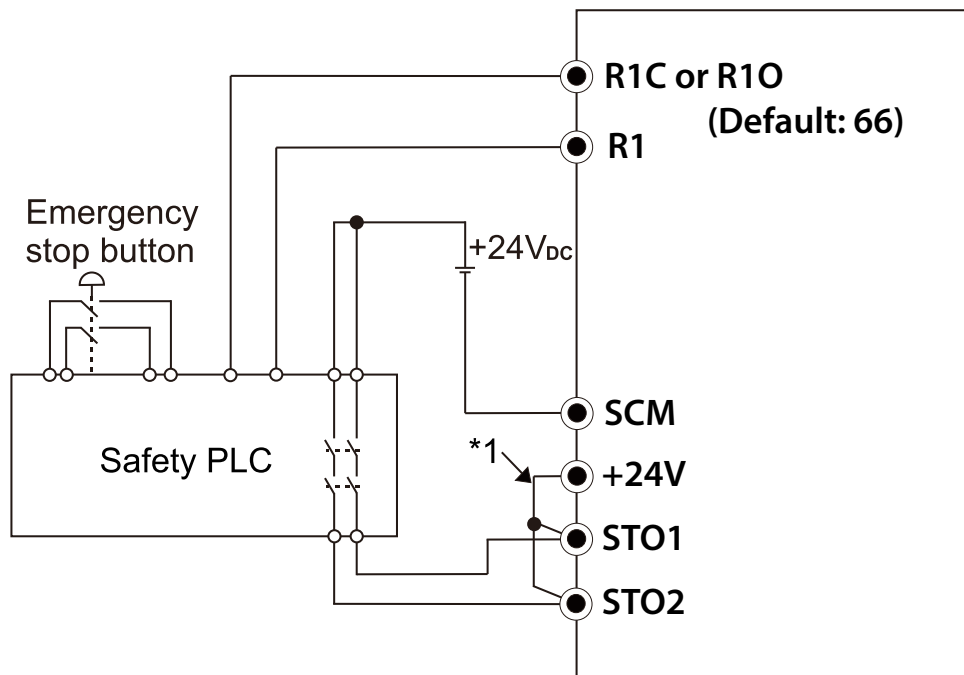 R1C or R1O
(Default: 66)
R1
Emergency
stop button
+24VDC
SCM
*1
+24V
Safety PLC
STO1
STO2